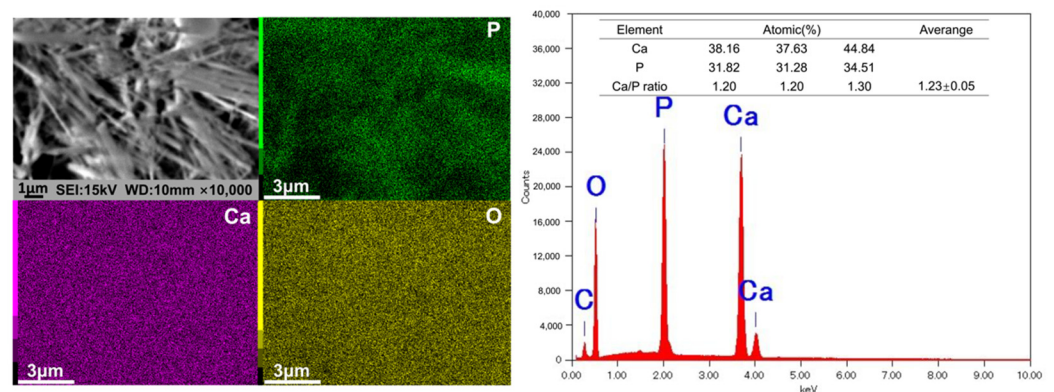 P
1μm SEI:15kV WD:10mm ×10,000
3μm
Ca
O
3μm
3μm
Element Atomic(%) Averange
Ca 38.16 37.63 44.84
P 31.82 31.28 34.51
Ca/P ratio 1.20 1.20 1.30 1.23±0.05
40,000
36,000
32,000
28,000
24,000
20,000
16,000
12,000
8,000
4,000
0
Counts
C
O
P
Ca
Ca
0.00 1.00 2.00 3.00 4.00 5.00 6.00 7.00 8.00 9.00 10.00
keV